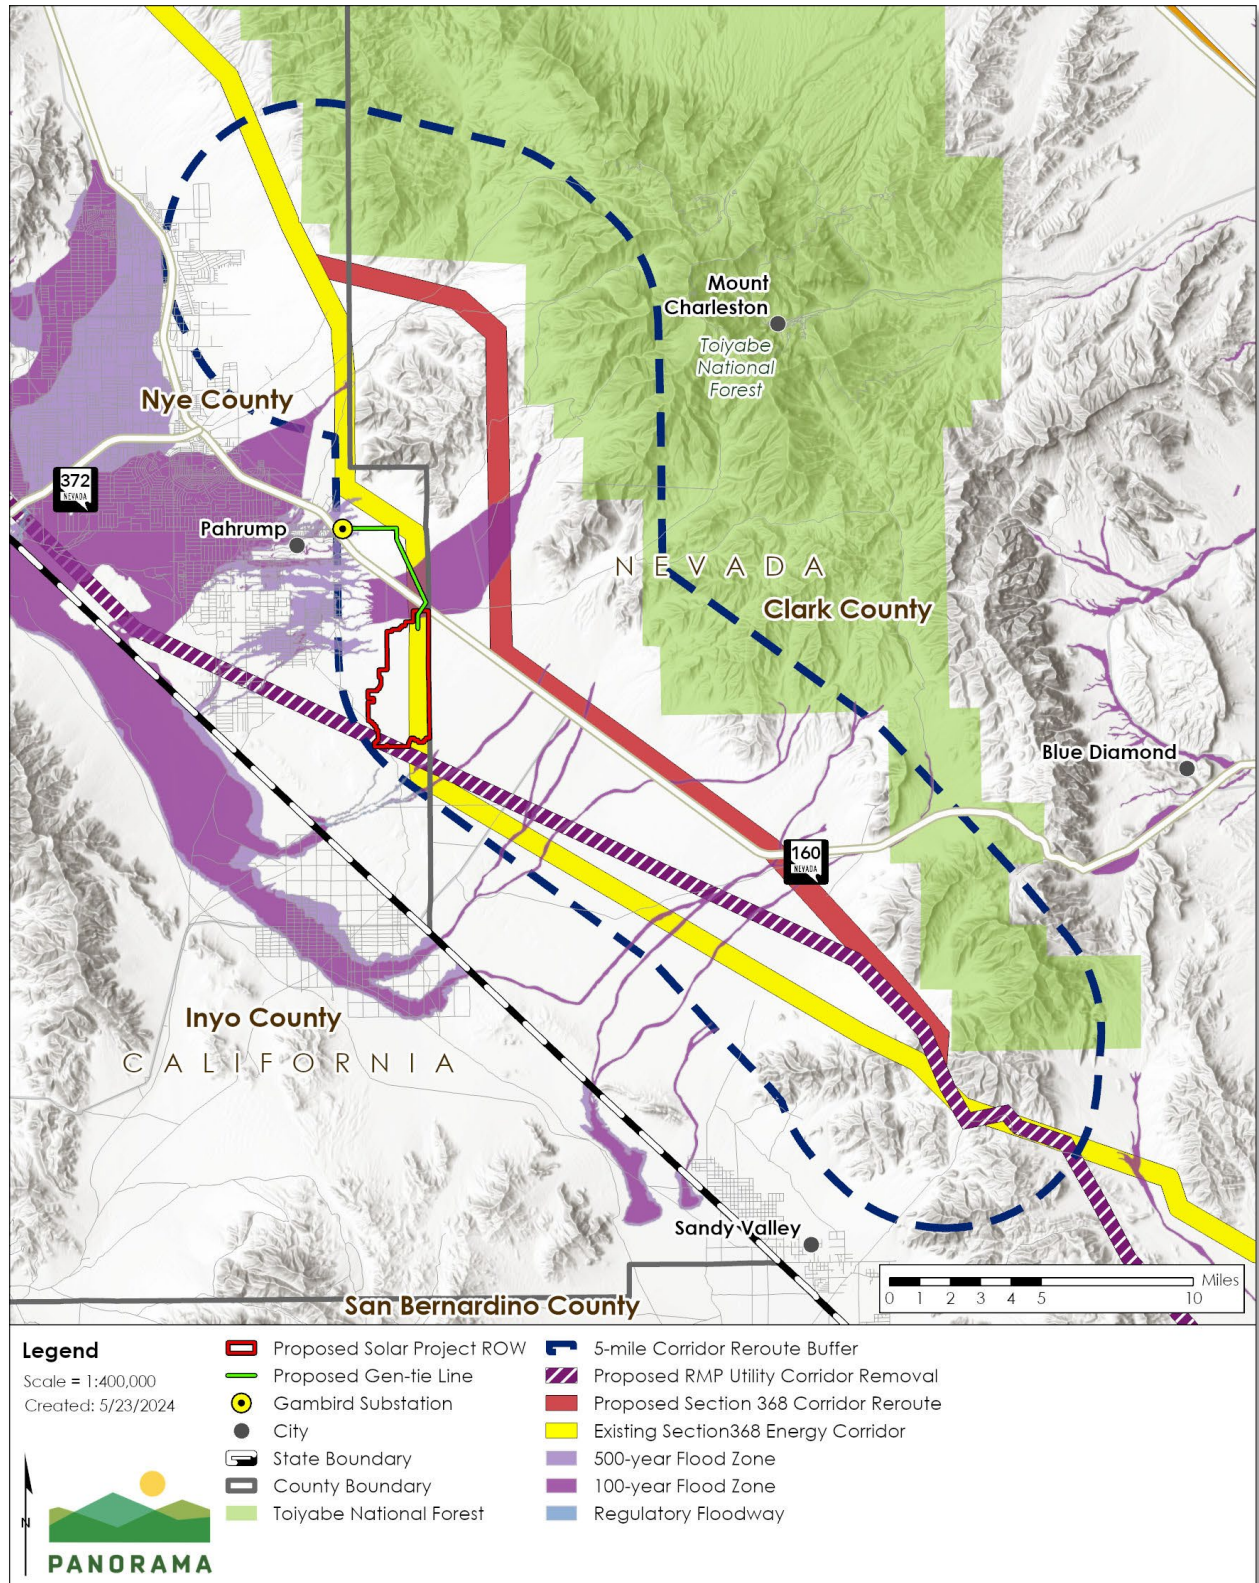 Mount
Charleston
Toiyabe
National
Forest
Nye County
372
NEVADA
Pahrump
NEVADA
Clark County
Blue Diamond
160
NEVADA
Inyo County
CALIFORNIA
Sandy Valley
San Bernardino County
Miles
0 1 2 3 4 5 10
Legend
Scale = 1:400,000
Created: 5/23/2024
N
PANORAMA
Proposed Solar Project ROW
Proposed Gen-tie Line
Gambird Substation
City
State Boundary
County Boundary
Toiyabe National Forest
5-mile Corridor Reroute Buffer
Proposed RMP Utility Corridor Removal
Proposed Section 368 Corridor Reroute
Existing Section368 Energy Corridor
500-year Flood Zone
100-year Flood Zone
Regulatory Floodway